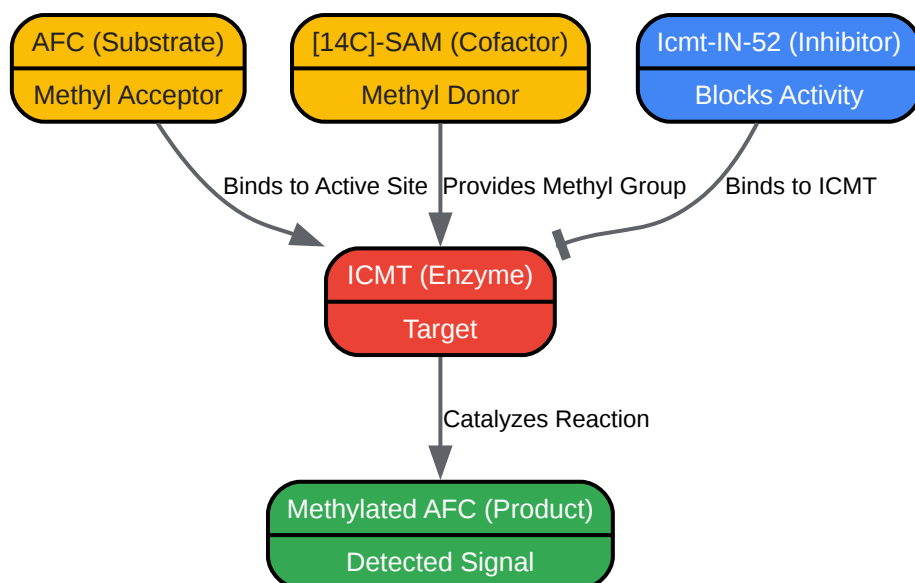 AFC (Substrate)
Methyl Acceptor
[14C]-SAM (Cofactor)
Methyl Donor
Icmt-IN-52 (Inhibitor)
Blocks Activity
Binds to Active Site
Provides Methyl Group
Binds to ICMT
ICMT (Enzyme)
Target
Catalyzes Reaction
Methylated AFC (Product)
Detected Signal